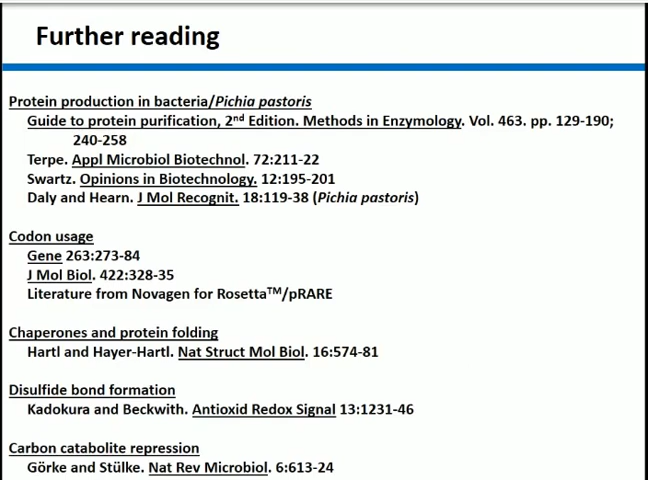 Further reading
Protein production in bacteria/Pichia pastoris
Guide to protein purification, 2nd Edition. Methods in Enzymology. Vol. 463. pp. 129-190;
240-258
Terpe. Appl Microbiol Biotechnol. 72:211-22
Swartz. Opinions in Biotechnology. 12:195-201
Daly and Hearn. J Mol Recognit. 18:119-38 (Pichia pastoris)
Codon usage
Gene 263:273-84
J Mol Biol. 422:328-35
Literature from Novagen for Rosetta™/pRARE
Chaperones and protein folding
Hartl and Hayer-Hartl. Nat Struct Mol Biol. 16:574-81
Disulfide bond formation
Kadokura and Beckwith. Antioxid Redox Signal 13:1231-46
Carbon catabolite repression
Görke and Stülke. Nat Rev Microbiol. 6:613-24